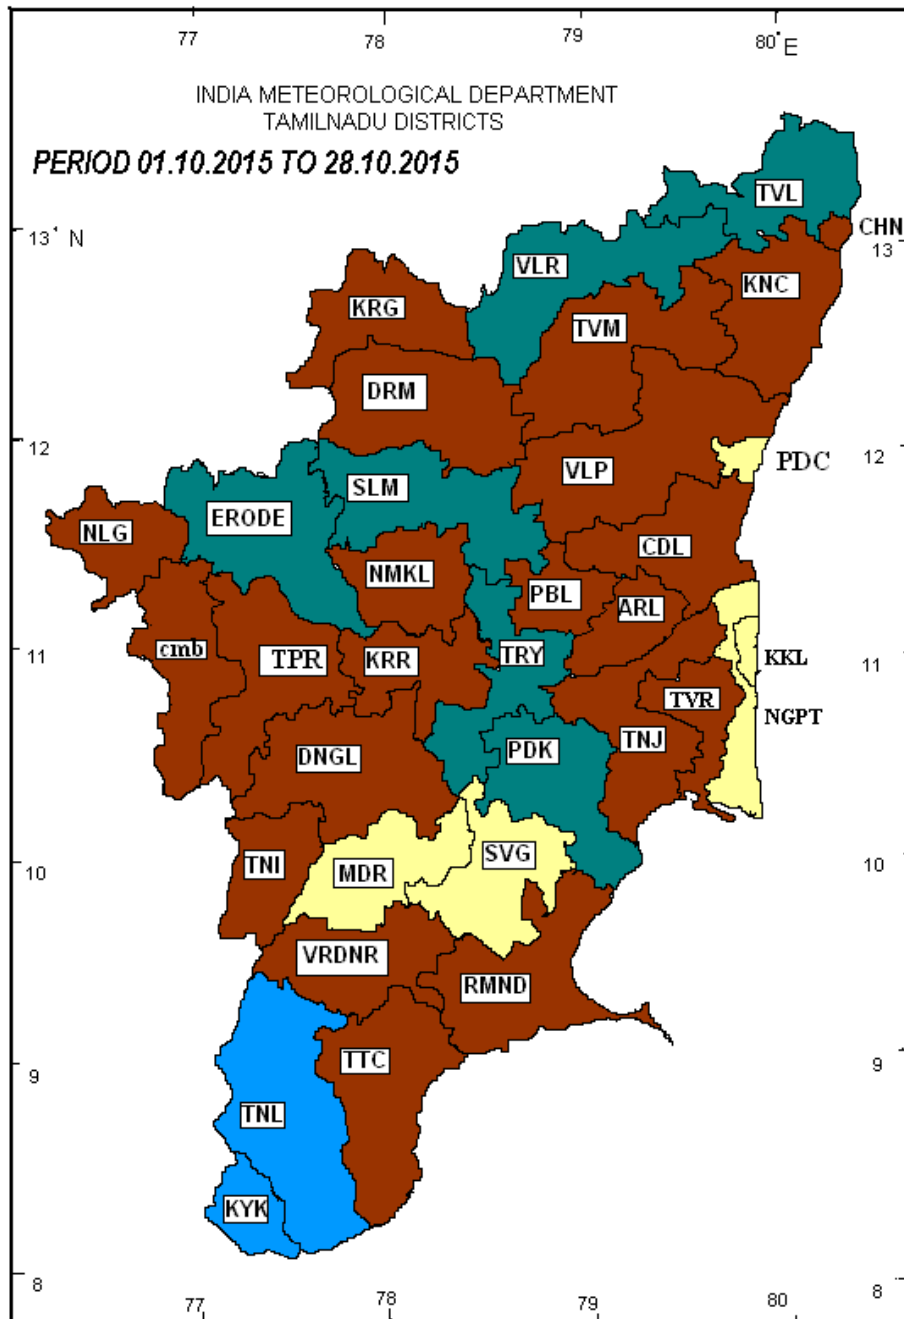 77 78 79 80° E
INDIA METEOROLOGICAL DEPARTMENT
TAMILNADU DISTRICTS
PERIOD 01.10.2015 TO 28.10.2015
TVL
CHN
13° N
13
VLR
KNC
KRG
TVM
DRM
12
12
PDC
VLP
SLM
ERODE
NLG
CDL
NMKL
PBL
ARL
11
cmb
TPR
KRR
TRY
KKL
11
TVR
NGPT
TNJ
PDK
DNGL
10
TNI
MDR
SVG
10
VRDNR
RMND
9
TTC
9
TNL
KYK
8
8
77 78 79 80